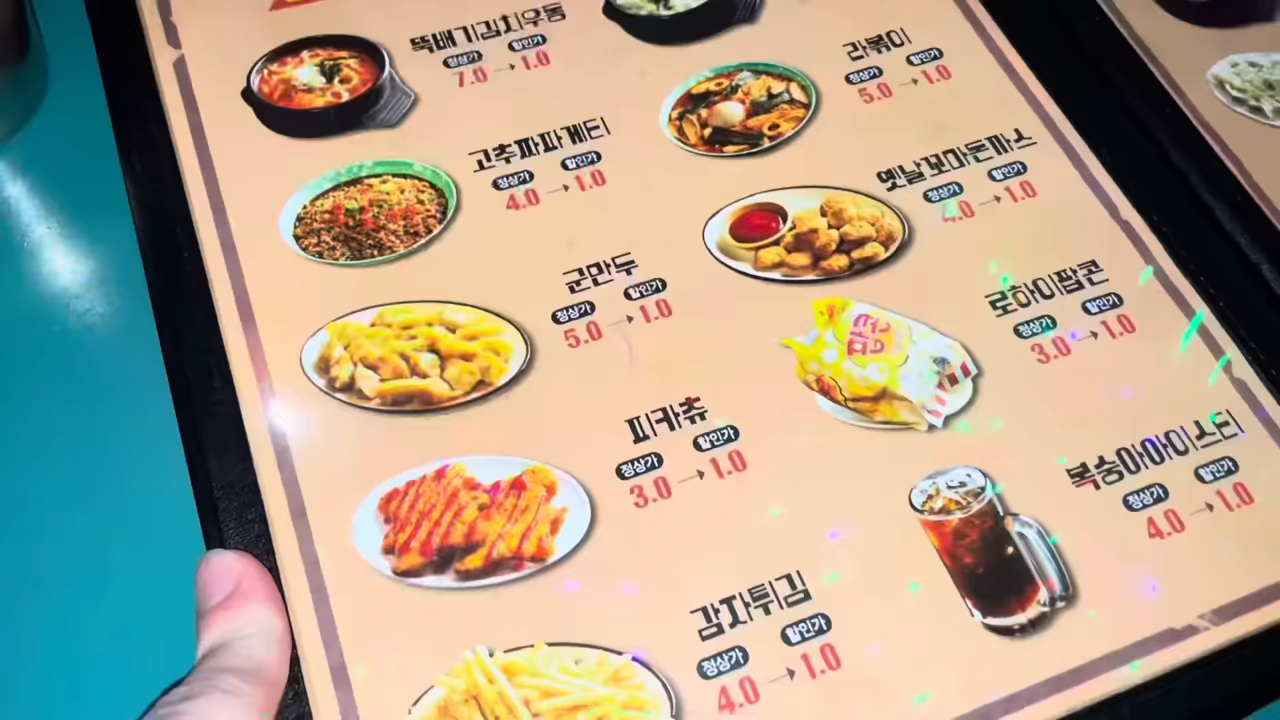 뚝배기김치우동
정상가 할인가
7.0 → 1.0
고추짜파게티
정상가 할인가
4.0 → 1.0
군만두
정상가 할인가
5.0 → 1.0
피카츄
정상가 할인가
3.0 → 1.0
감자튀김
정상가 할인가
4.0 → 1.0
라볶이
정상가 할인가
5.0 → 1.0
옛날꼬마돈까스
정상가 할인가
4.0 → 1.0
로하이팝콘
정상가 할인가
3.0 → 1.0
복숭아아이스티
정상가 할인가
4.0 → 1.0